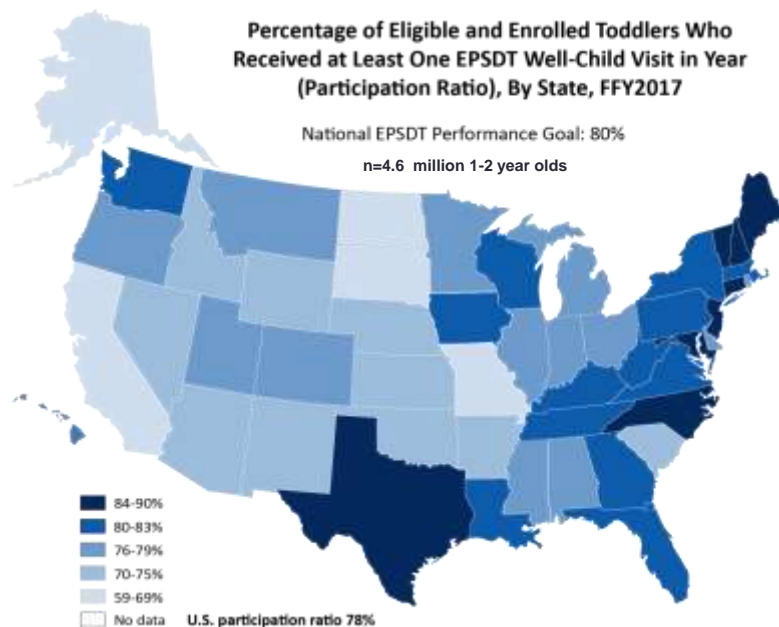 Percentage of Eligible and Enrolled Toddlers Who
Received at Least One EPSDT Well-Child Visit in Year
(Participation Ratio), By State, FFY2017
National EPSDT Performance Goal: 80%
n=4.6 million 1-2 year olds
84-90%
80-83%
76-79%
70-75%
59-69%
No data U.S. participation ratio 78%